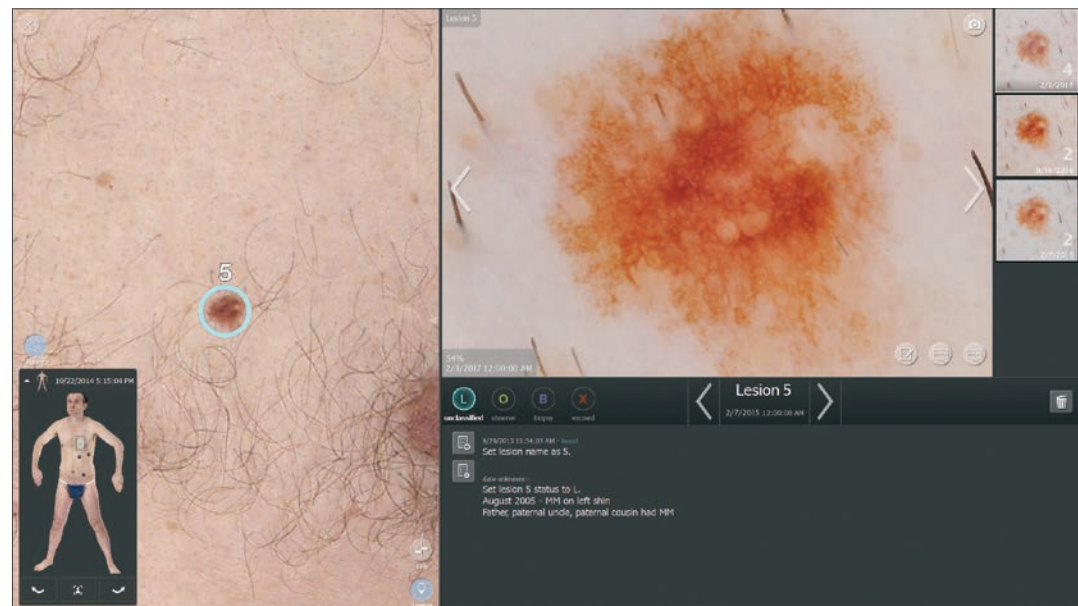 5
10/22/2014 5:15:04 PM
Lesion 5
54%
2/3/2017 12:00:00 AM
4
2/3/2017
2
2
L
O
B
X
unclassified
observe
biopsy
excised
Lesion 5
2/7/2015 12:00:00 AM
Set lesion name as 5.
date unknown -
Set lesion 5 status to L.
August 2005 - MM on left shin
Father, paternal uncle, paternal cousin had MM